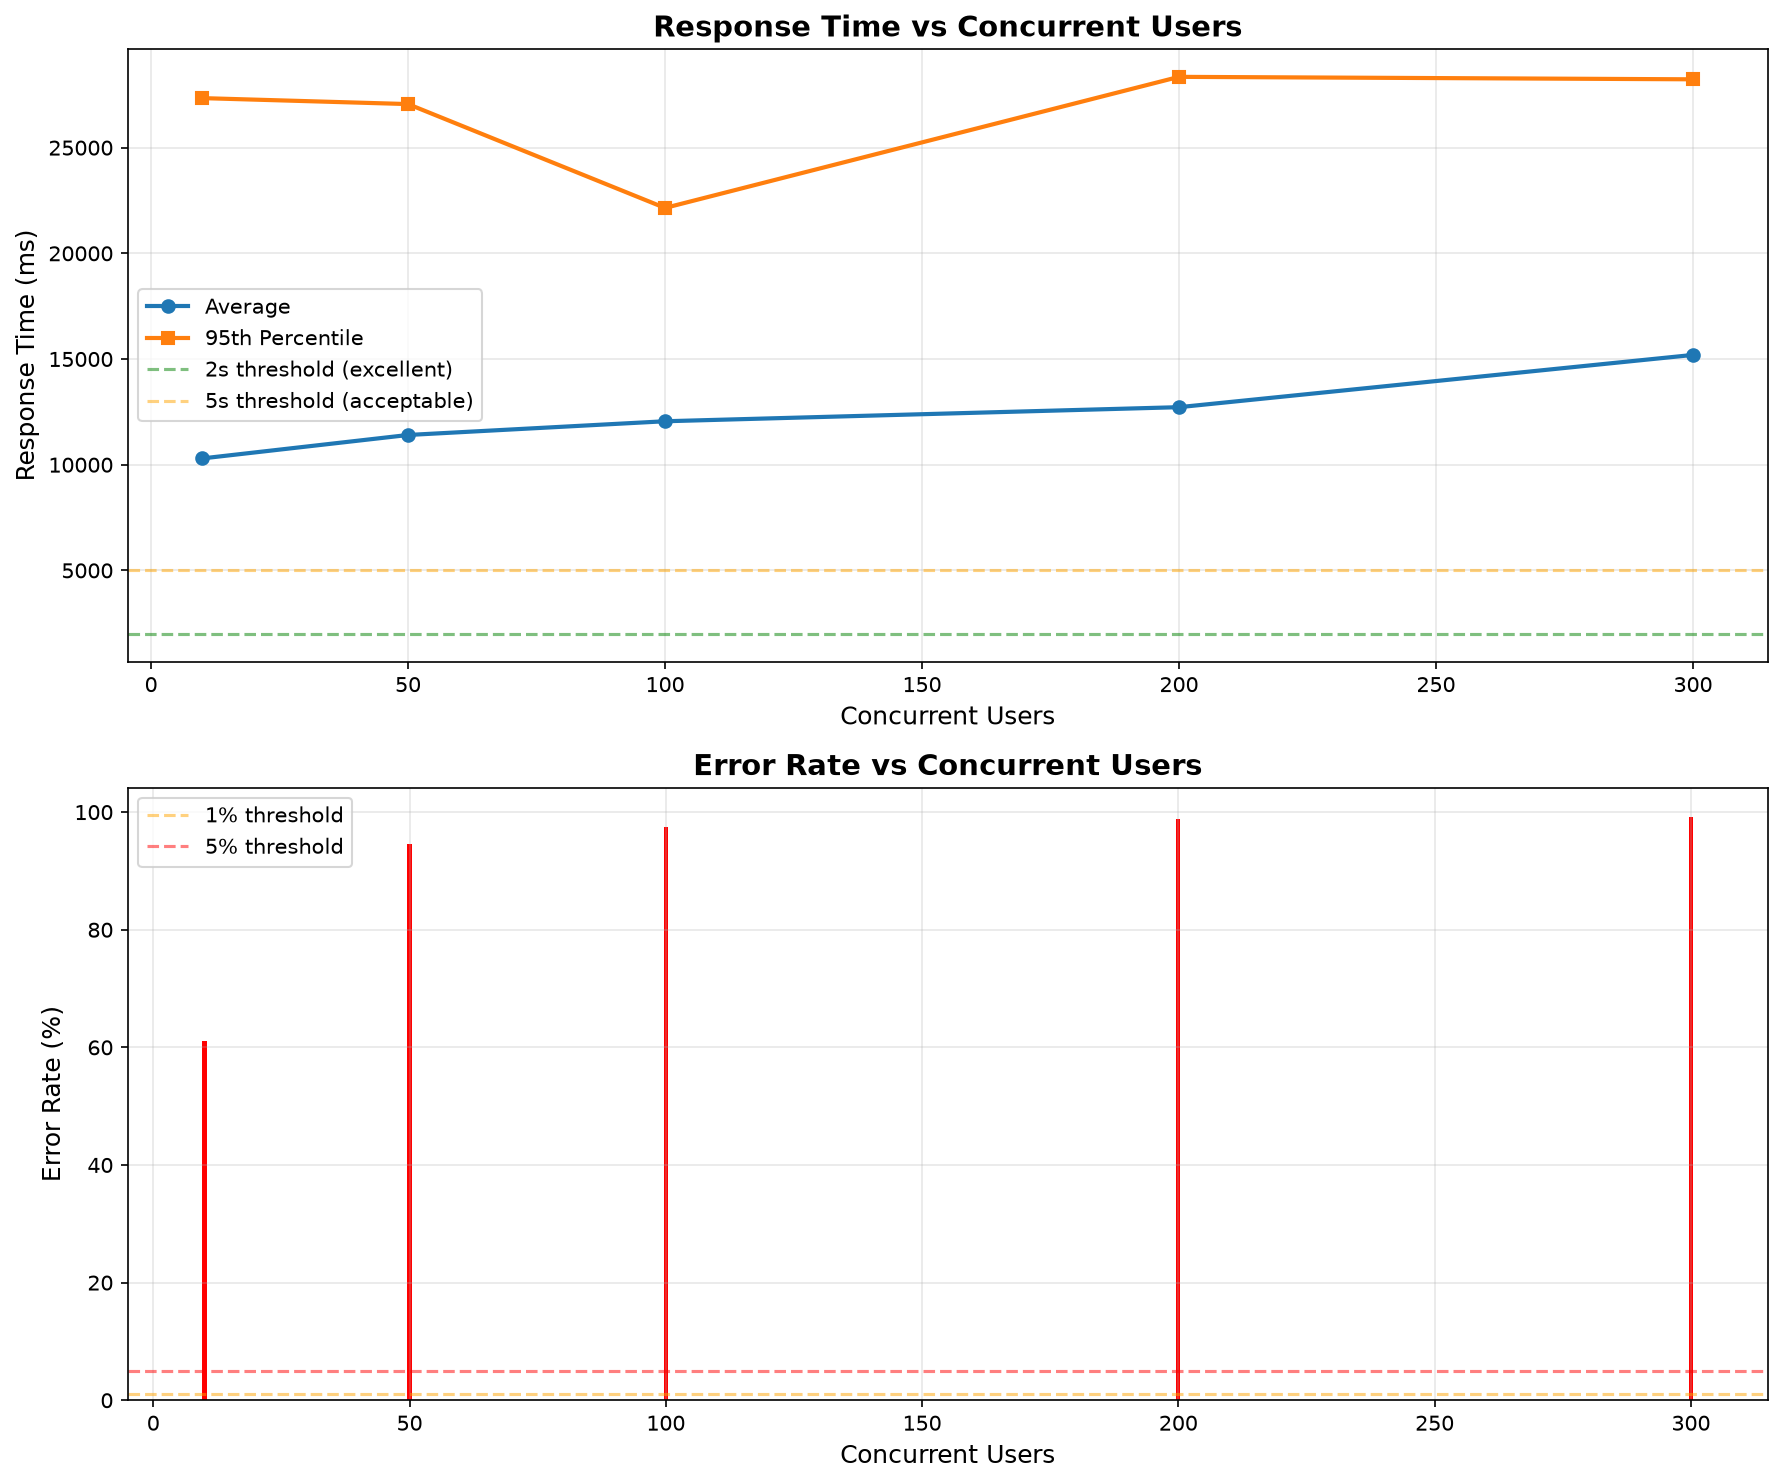 Response Time vs Concurrent Users
Response Time (ms)
25000
20000
15000
10000
5000
Average
95th Percentile
2s threshold (excellent)
5s threshold (acceptable)
0 50 100 150 200 250 300
Concurrent Users
Error Rate vs Concurrent Users
Error Rate (%)
100
80
60
40
20
0
1% threshold
5% threshold
0 50 100 150 200 250 300
Concurrent Users